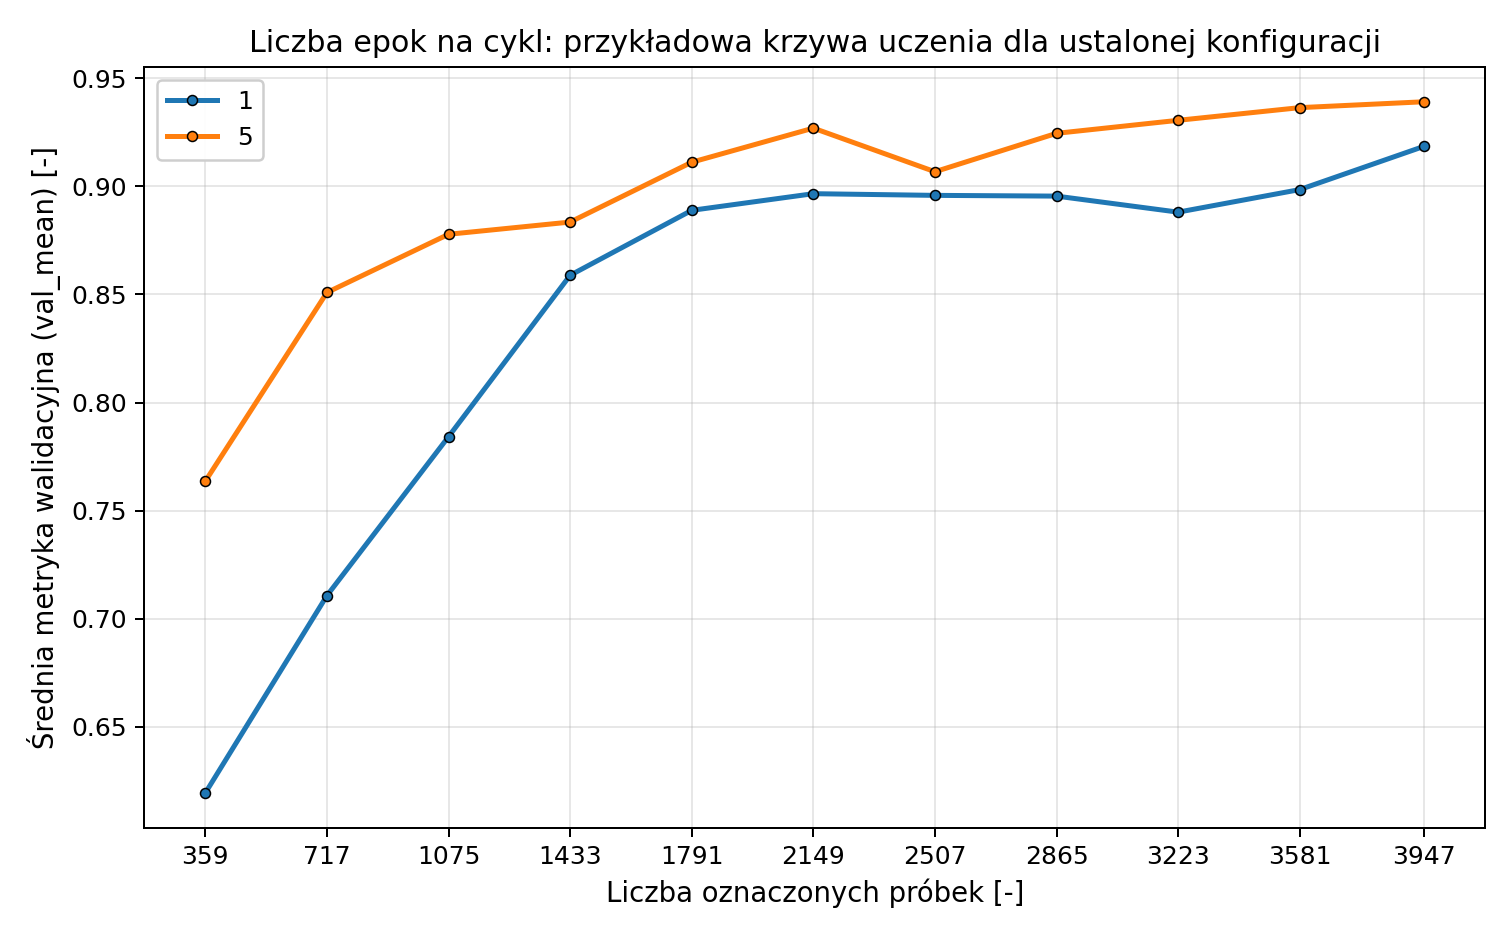 Liczba epok na cykl: przykładowa krzywa uczenia dla ustalonej konfiguracji
1
5
0.95
0.90
0.85
0.80
0.75
0.70
0.65
Średnia metryka walidacyjna (val_mean) [-]
359 717 1075 1433 1791 2149 2507 2865 3223 3581 3947
Liczba oznaczonych próbek [-]